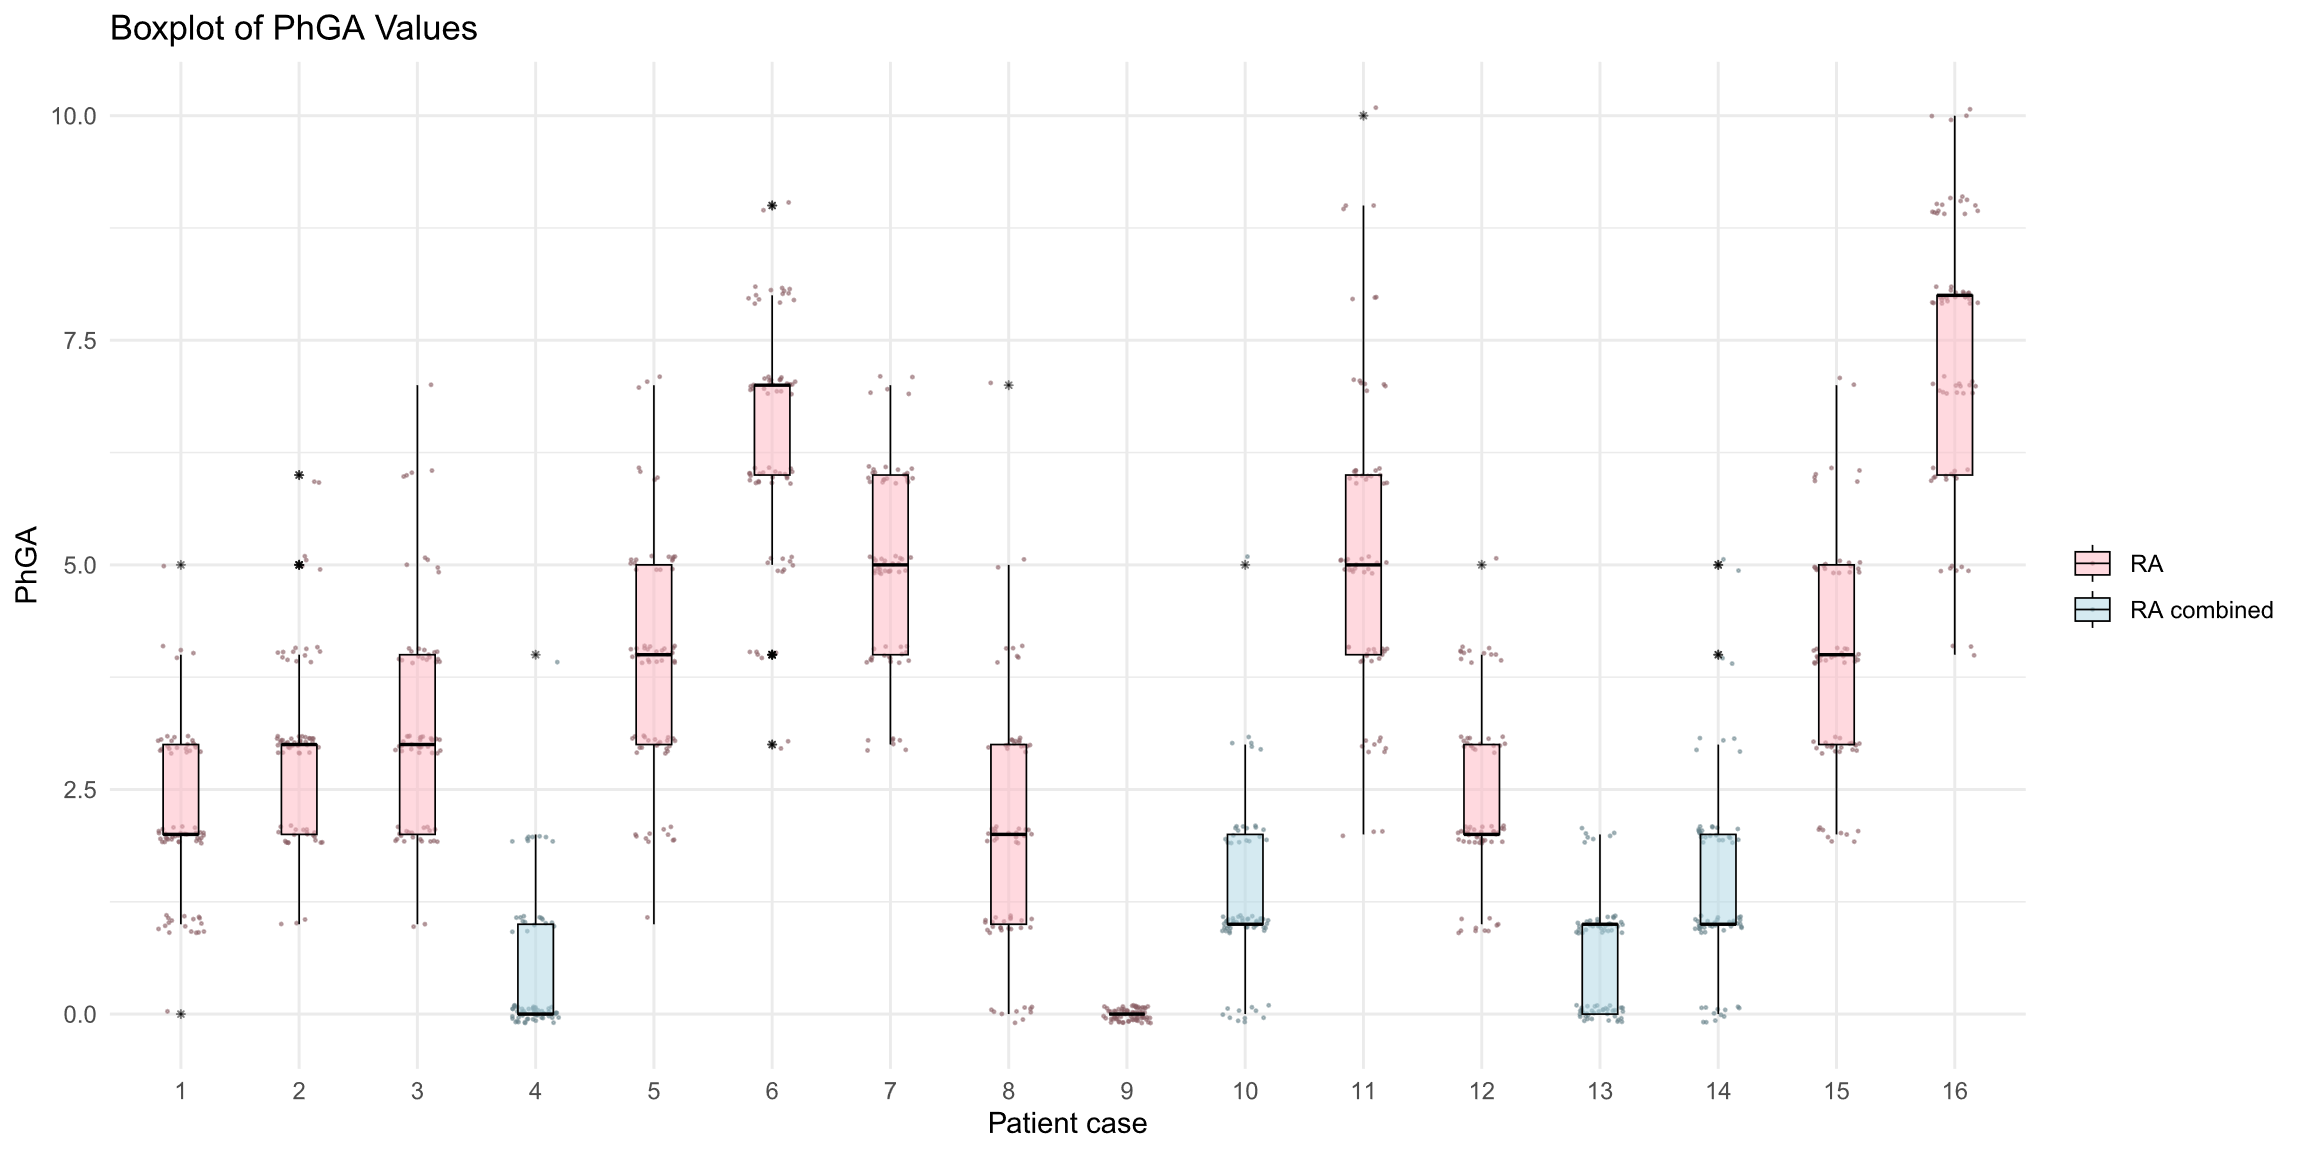 Boxplot of PhGA Values
10.0
7.5
5.0
2.5
0.0
PhGA
1 2 3 4 5 6 7 8 9 10 11 12 13 14 15 16
Patient case
RA
RA combined